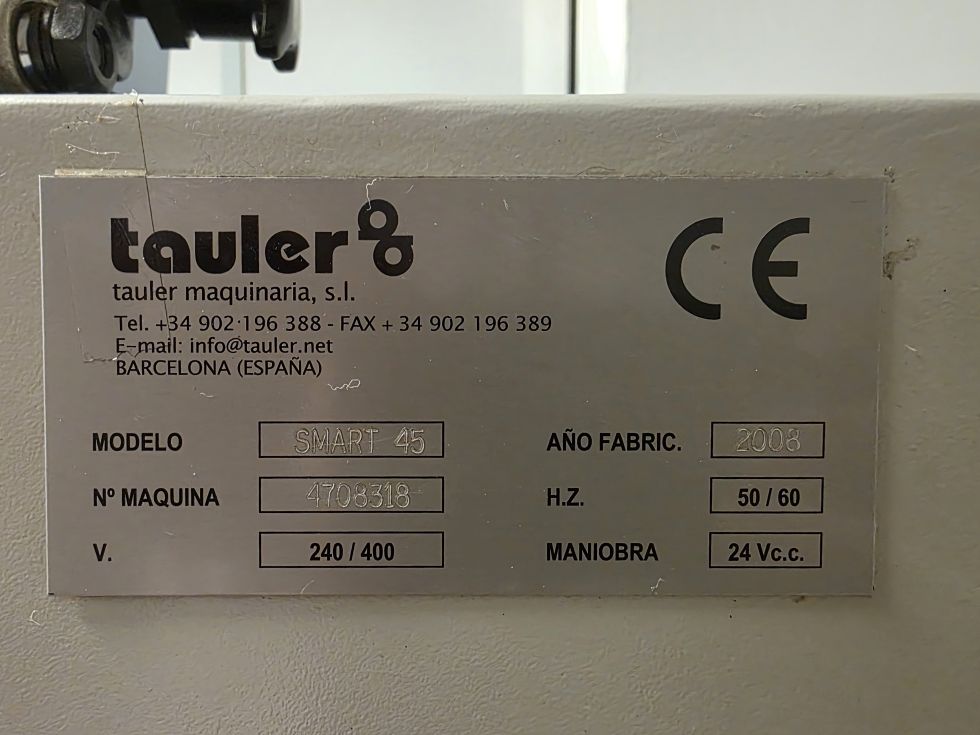 tauler
tauler maquinaria, s.l.
Tel. +34 902 196 388 - FAX + 34 902 196 389
E-mail: info@tauler.net
BARCELONA (ESPAÑA)
CE
MODELO SMART 45 AÑO FABRIC. 2008
Nº MAQUINA 4708318 H.Z. 50 / 60
V. 240 / 400 MANIOBRA 24 Vc.c.